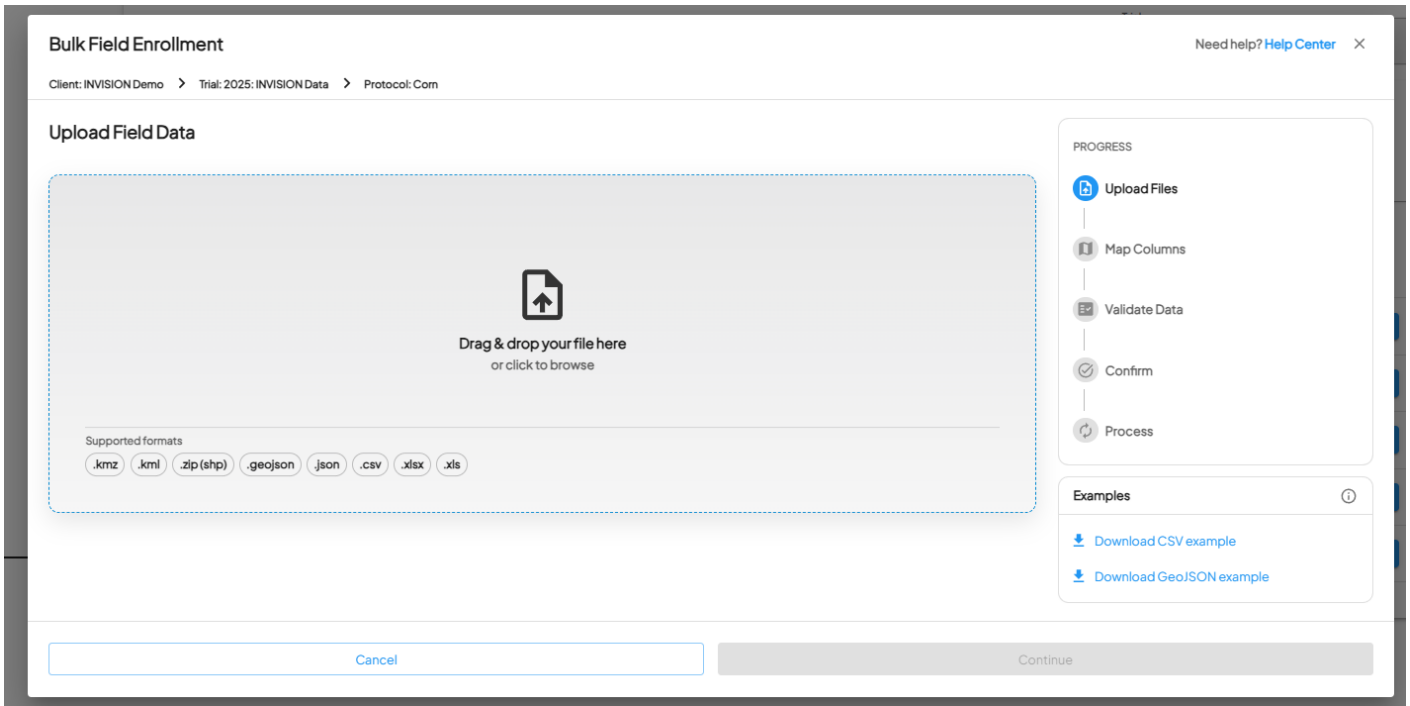 Bulk Field Enrollment
Need help? Help Center
Client: INVISION Demo > Trial: 2025: INVISION Data > Protocol: Corn
Upload Field Data
Drag & drop your file here
or click to browse
Supported formats
.kmz .kml .zip (shp) .geojson .json .csv .xlsx .xls
PROGRESS
Upload Files
Map Columns
Validate Data
Confirm
Process
Examples
Download CSV example
Download GeoJSON example
Cancel
Continue